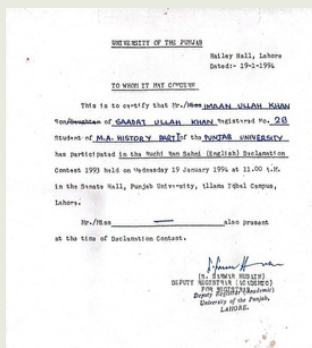 UNIVERSITY OF THE PUNJAB
Hailey Hall, Lahore
Dated:- 19-1-1994
TO WHOM IT MAY CONCERN
This is to certify that Mr./Miss IMAAN ULLAH KHAN
Son/Daughter of SAADAT ULLAH KHAN Registered No. 28
Student of M.A. HISTORY PART I of the PUNJAB UNIVERSITY
has participated in the Ruchi Ram Sahni (English) Declamation
Contest 1993 held on Wednesday 19 January 1994 at 11.00 A.M.
in the Senate Hall, Punjab University, Allama Iqbal Campus,
Lahore.
Mr./Miss — also present
at the time of Declamation Contest.
(M. SARWAR HUSAIN)
DEPUTY REGISTRAR (ACADEMIC)
FOR REGISTRAR
Deputy Registrar (Academic)
University of the Punjab,
LAHORE.